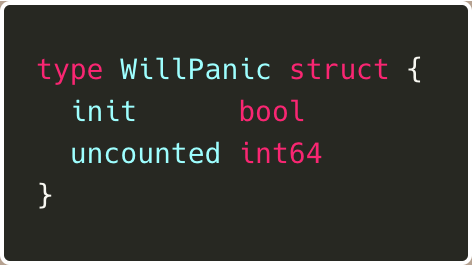 type WillPanic struct {
  init      bool
  uncounted int64
}